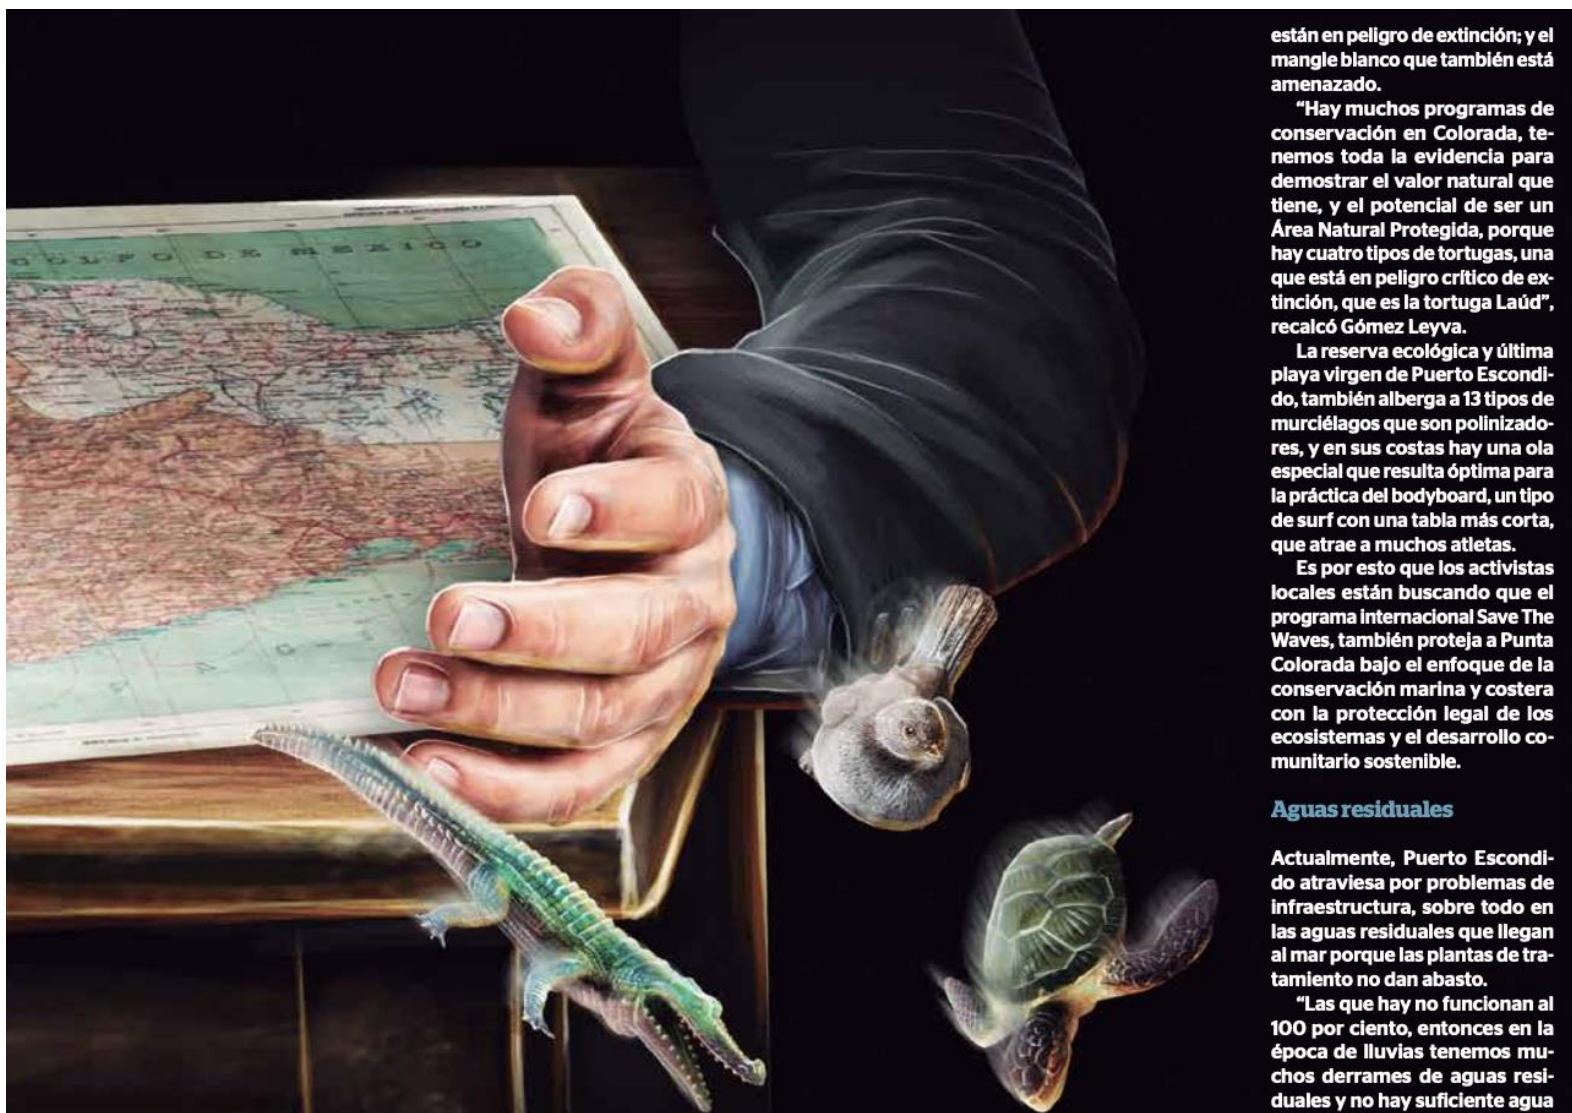 GOLFO DE MEXICO
están en peligro de extinción; y el
mangle blanco que también está
amenazado.
“Hay muchos programas de
conservación en Colorada, te-
nemos toda la evidencia para
demostrar el valor natural que
tiene, y el potencial de ser un
Área Natural Protegida, porque
hay cuatro tipos de tortugas, una
que está en peligro crítico de ex-
tinción, que es la tortuga Laúd”,
recalcó Gómez Leyva.
La reserva ecológica y última
playa virgen de Puerto Escondi-
do, también alberga a 13 tipos de
murciélagos que son polinizado-
res, y en sus costas hay una ola
especial que resulta óptima para
la práctica del bodyboard, un tipo
de surf con una tabla más corta,
que atrae a muchos atletas.
Es por esto que los activistas
locales están buscando que el
programa internacional Save The
Waves, también proteja a Punta
Colorada bajo el enfoque de la
conservación marina y costera
con la protección legal de los
ecosistemas y el desarrollo co-
munitario sostenible.
Aguas residuales
Actualmente, Puerto Escondi-
do atraviesa por problemas de
infraestructura, sobre todo en
las aguas residuales que llegan
al mar porque las plantas de tra-
tamiento no dan abasto.
“Las que hay no funcionan al
100 por ciento, entonces en la
época de lluvias tenemos mu-
chos derrames de aguas resi-
duales y no hay suficiente agua